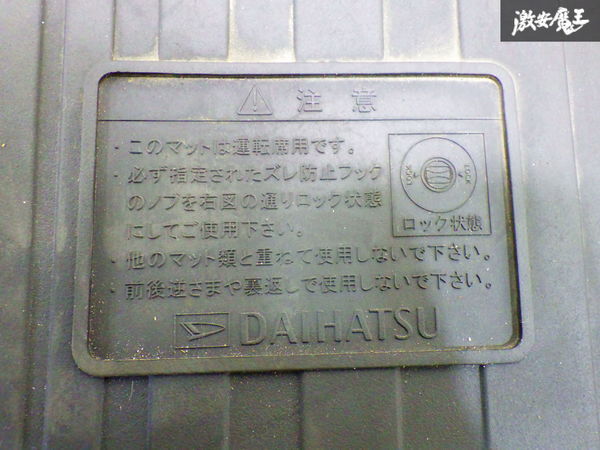 激安魔王
注意
・このマットは運転席用です。
・必ず指定されたズレ防止フック
のノブを右図の通りロック状態
にしてご使用下さい。
LOCK
ロック状態
・他のマット類と重ねて使用しないで下さい。
・前後逆さまや裏返しで使用しないで下さい。
DAIHATSU